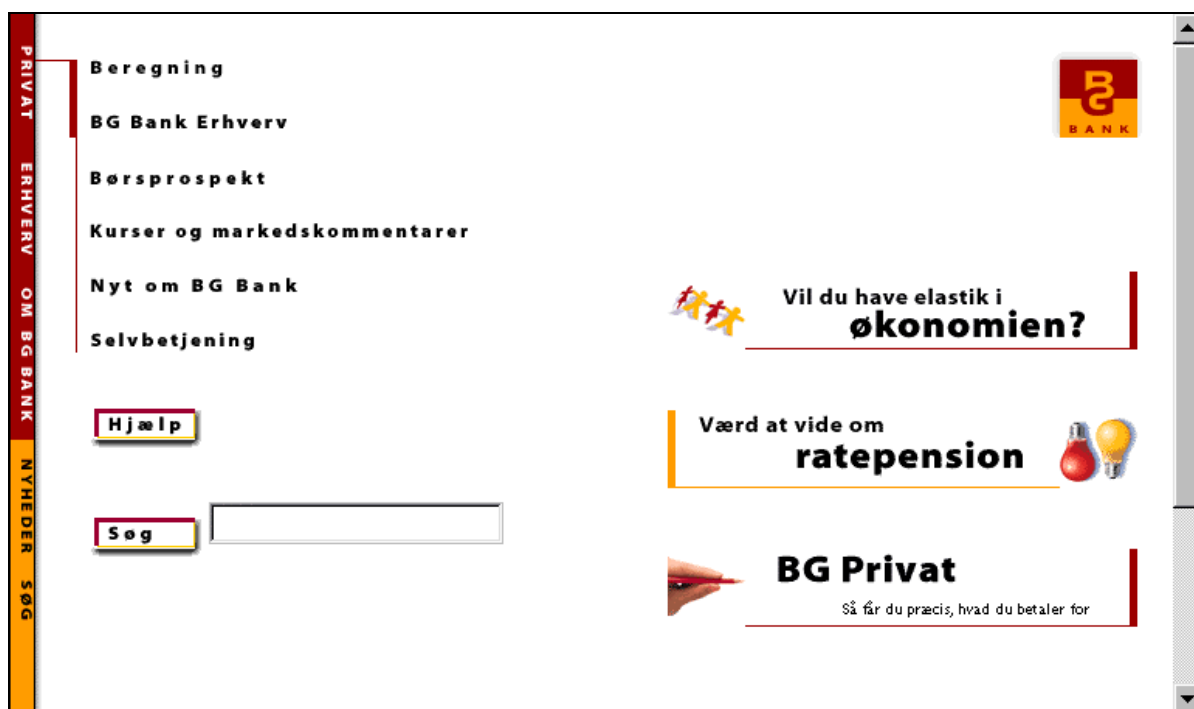 PRIVAT
ERHVERV
OM BG BANK
NYHEDER
SØG
Beregning
BG Bank Erhverv
Børsprospekt
Kurser og markedskommentarer
Nyt om BG Bank
Selvbetjening
Hjælp
Søg
BG
BANK
Vil du have elastik i
økonomien?
Værd at vide om
ratepension
BG Privat
Så får du præcis, hvad du betaler for